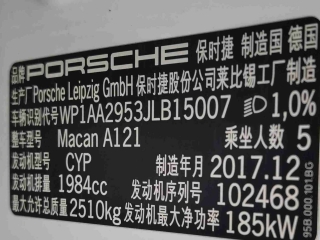 品牌 PORSCHE 保时捷 制造国 德国
生产厂 Porsche Leipzig GmbH 保时捷股份公司莱比锡工厂制造
车辆识别代号 WP1AA2953JLB15007 1,0%
整车型号 Macan A121 乘坐人数 5
发动机型号 CYP 制造年月 2017.12
发动机排量 1984cc 发动机序列号 102468
最大允许总质量 2510kg 发动机最大净功率 185kW
95B.000.101.BG